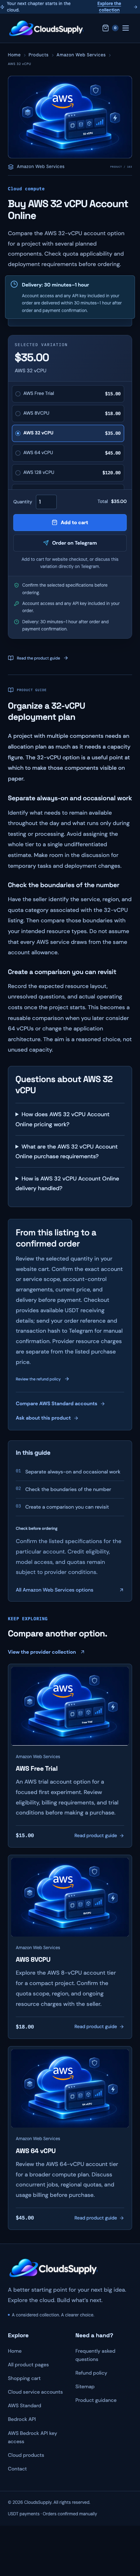 Your next chapter starts in the cloud.
Explore the collection
CloudsSupply
Home > Products > Amazon Web Services >
AWS 32 vCPU
aws
Amazon Web Services
Cloud compute
Buy AWS 32 vCPU Account Online
Compare the AWS 32-vCPU account option for a project with several planned components. Check quota applicability and deployment requirements before ordering.
Delivery: 30 minutes–1 hour
Account access and any API key included in your order are delivered within 30 minutes–1 hour after order and payment confirmation.
SELECTED VARIATION
$35.00
AWS 32 vCPU
AWS Free Trial $15.00
AWS 8VCPU $18.00
AWS 32 vCPU $35.00
AWS 64 vCPU $45.00
AWS 128 vCPU $120.00
Quantity 1 Total $35.00
Add to cart
Order on Telegram
Add to cart for website checkout, or discuss this variation directly on Telegram.
Confirm the selected specifications before ordering.
Account access and any API key included in your order.
Delivery: 30 minutes–1 hour after order and payment confirmation.
Read the product guide
PRODUCT GUIDE
Organize a 32-vCPU deployment plan
A project with multiple components needs an allocation plan as much as it needs a capacity figure. The 32-vCPU option is a useful point at which to make those components visible on paper.
Separate always-on and occasional work
Identify what needs to remain available throughout the day and what runs only during testing or processing. Avoid assigning the whole tier to a single vague deployment estimate. Make room in the discussion for temporary tasks and deployment changes.
Check the boundaries of the number
Have the seller identify the service, region, and quota category associated with the 32-vCPU listing. Then compare those boundaries with your intended resource types. Do not assume that every AWS service draws from the same account allowance.
Create a company you can revisit
Record the expected resource layout, unresolved questions, and acceptance details once the project starts. This makes it easier to decide later whether you need more capacity or simply a different configuration. Compare 64 vCPUs or change the application architecture. The aim is a reasoned choice, not unused capacity.
Questions about AWS 32 vCPU
How does AWS 32 vCPU Account Online pricing work?
What are the AWS 32 vCPU Account Online purchase requirements?
How is AWS 32 vCPU Account Online delivery handled?
From this listing to a confirmed order
Review the selected quantity in your website cart. Confirm the exact account or service scope, account-control arrangements, current price, and delivery terms before payment. Checkout provides available USDT receiving details; send your order reference and transaction hash to Telegram for manual confirmation. Provider resource charges are separate from the listed purchase price.
Review the refund policy
Compare AWS Standard accounts
Ask about this product
In this guide
01 Separate always-on and occasional work
02 Check the boundaries of the number
03 Create a company you can revisit
Check before ordering
Confirm the listed specifications for the particular account. Credit eligibility, model access, and quotas remain subject to provider conditions.
All Amazon Web Services options
KEEP EXPLORING
Compare another option.
View the provider collection
aws
Amazon Web Services
AWS Free Trial
An AWS trial account option for a focused first experiment. Review eligibility, billing requirements, and trial duration before making a purchase.
$15.00 Read product guide
aws
Amazon Web Services
AWS 8VCPU
Explore the AWS 8-vCPU account tier for a compact project. Confirm the quota scope, region, and ongoing resource charges with the seller.
$18.00 Read product guide
aws
Amazon Web Services
AWS 64 vCPU
Review the AWS 64-vCPU account tier for a broader compute plan. Discuss current jobs, regional quotas, and usage billing before purchase.
$45.00 Read product guide
CloudsSupply
A better starting point for your next big idea. Explore the cloud. Build what's next.
A considered collection. A clearer choice.
Explore
Home
All product pages
Shopping cart
Cloud service accounts
AWS Standard
Bedrock API
AWS Bedrock API key access
Cloud products
Contact
Need a hand?
Frequently asked questions
Refund policy
Sitemap
Product guidance
© 2026 CloudsSupply. All rights reserved.
USDT payments · Orders confirmed manually